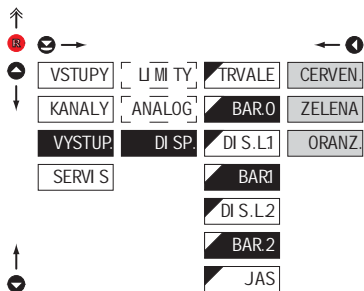 R
VSTUPY LIMITY TRVALE CERVEN.
KANALY ANALOG BAR.0 ZELENA
VYSTUP. DISP. DIS.L1 ORANZ.
SERVIS BAR1
DIS.L2
BAR.2
JAS